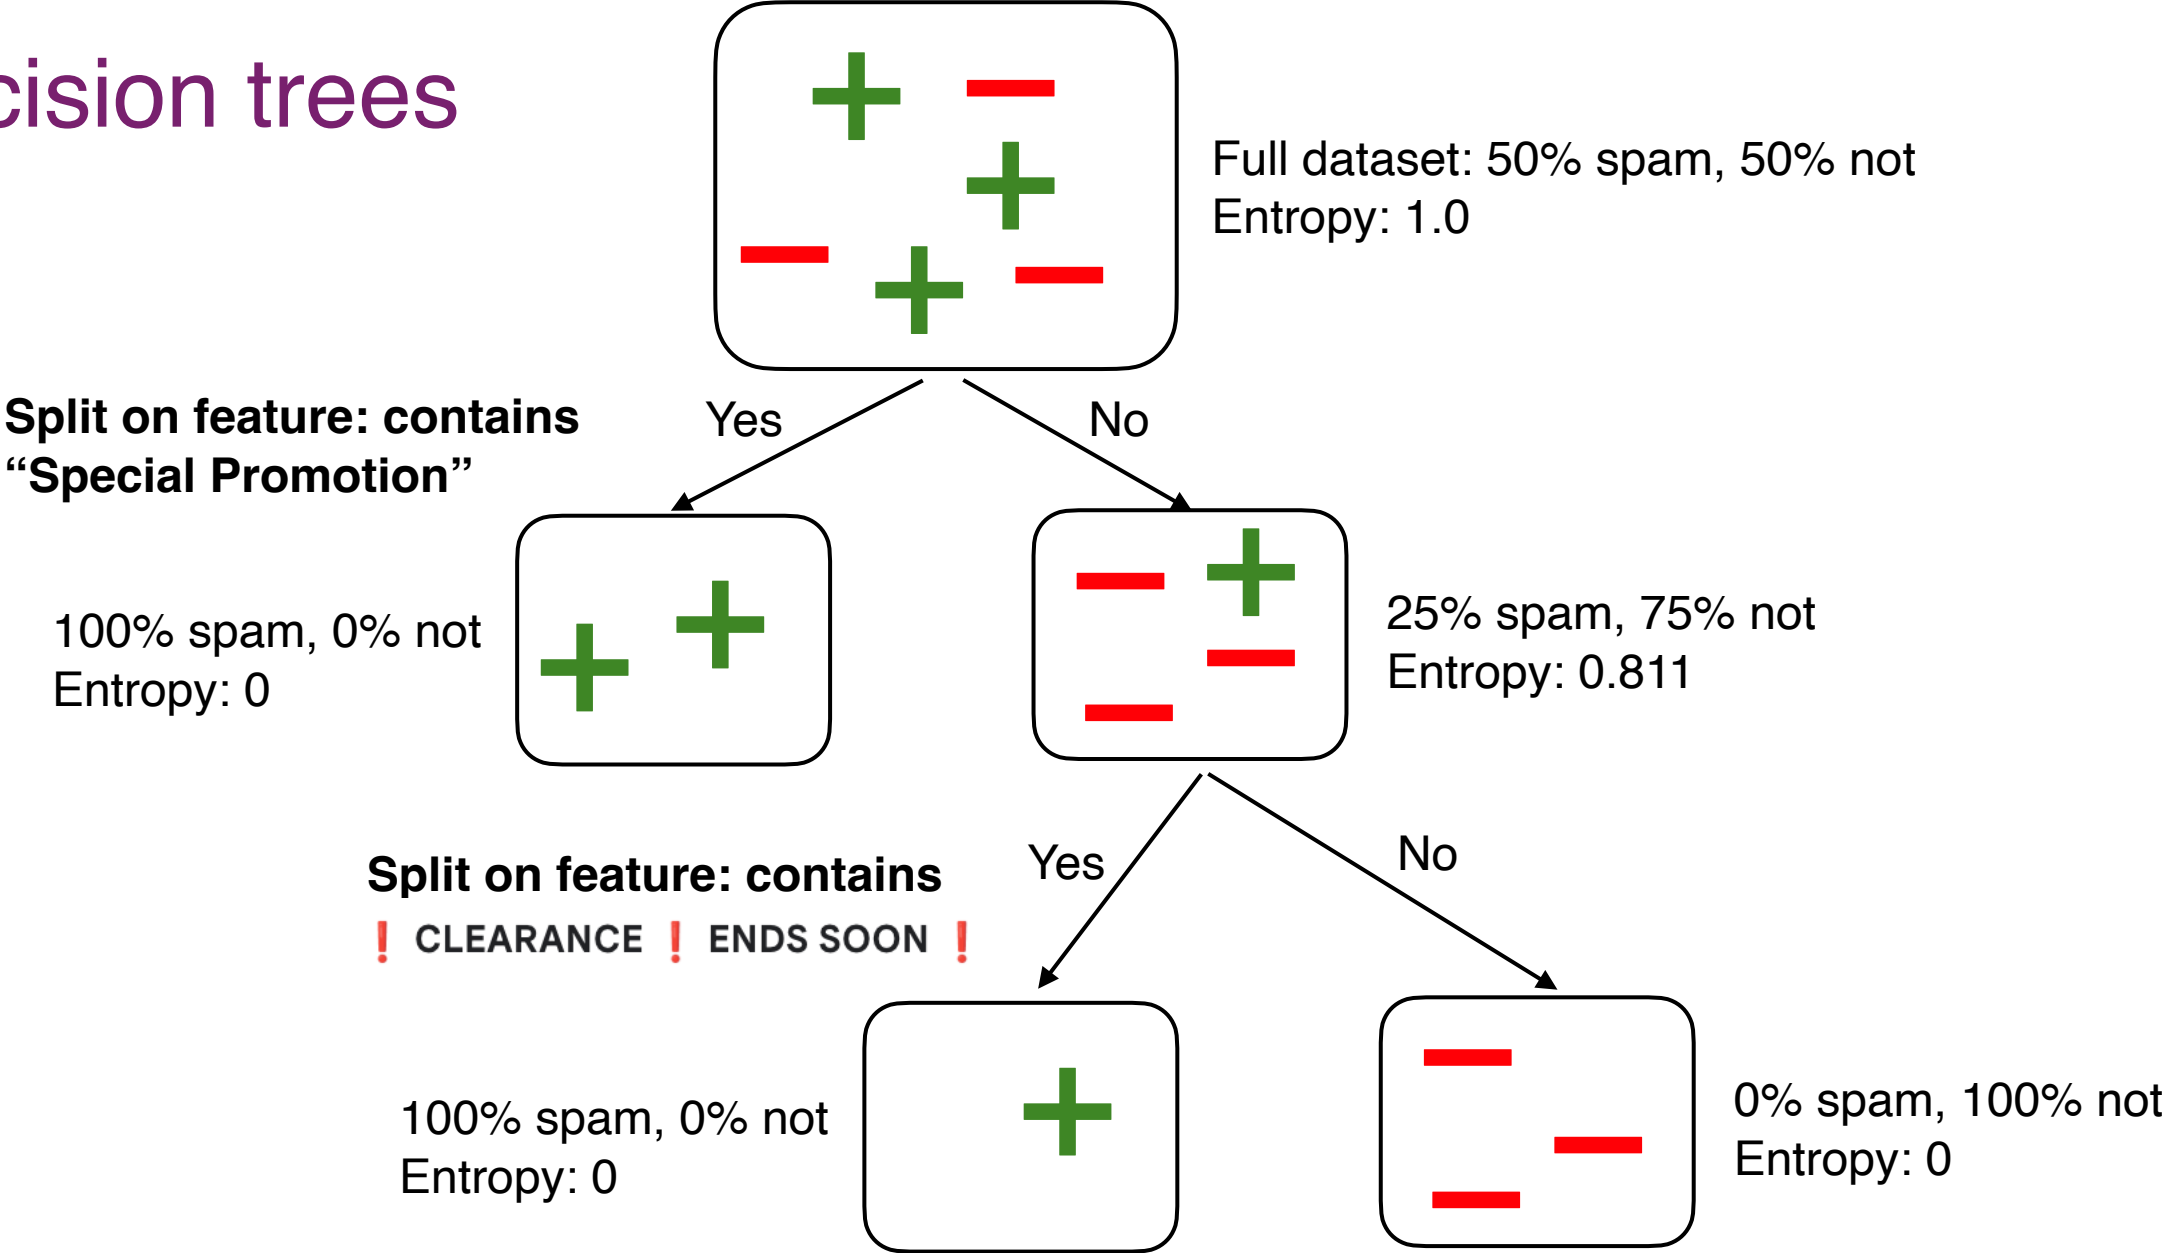 cision trees
Full dataset: 50% spam, 50% not
Entropy: 1.0
Split on feature: contains
“Special Promotion”
Yes
No
100% spam, 0% not
Entropy: 0
25% spam, 75% not
Entropy: 0.811
Split on feature: contains
❗ CLEARANCE ❗ ENDS SOON ❗
Yes
No
100% spam, 0% not
Entropy: 0
0% spam, 100% not
Entropy: 0